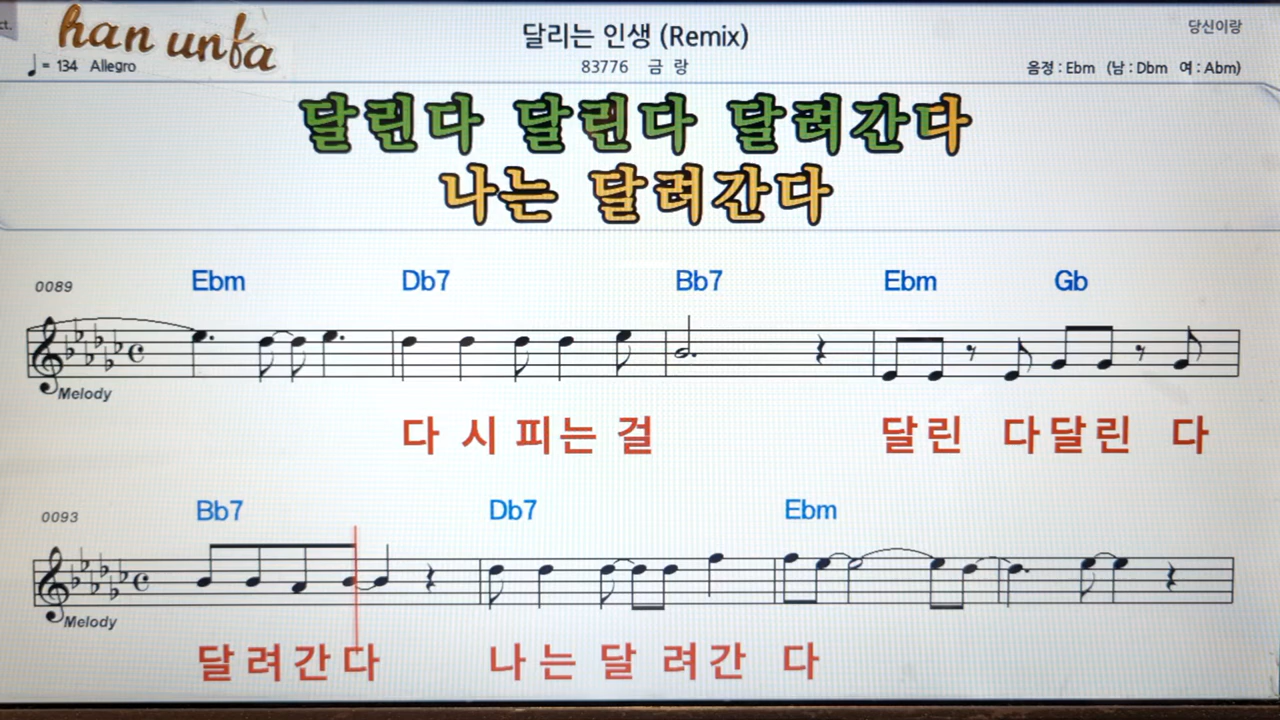 ct.
han unfa
달리는 인생 (Remix)
당신이랑
♩= 134 Allegro
83776 금 랑
음정 : Ebm (남 : Dbm 여 : Abm)
달린다 달린다 달려간다
나는 달려간다
0089 Ebm Db7 Bb7 Ebm Gb
Melody
다 시 피는 걸 달린 다달린 다
0093 Bb7 Db7 Ebm
Melody
달려간다 나는달 려간 다